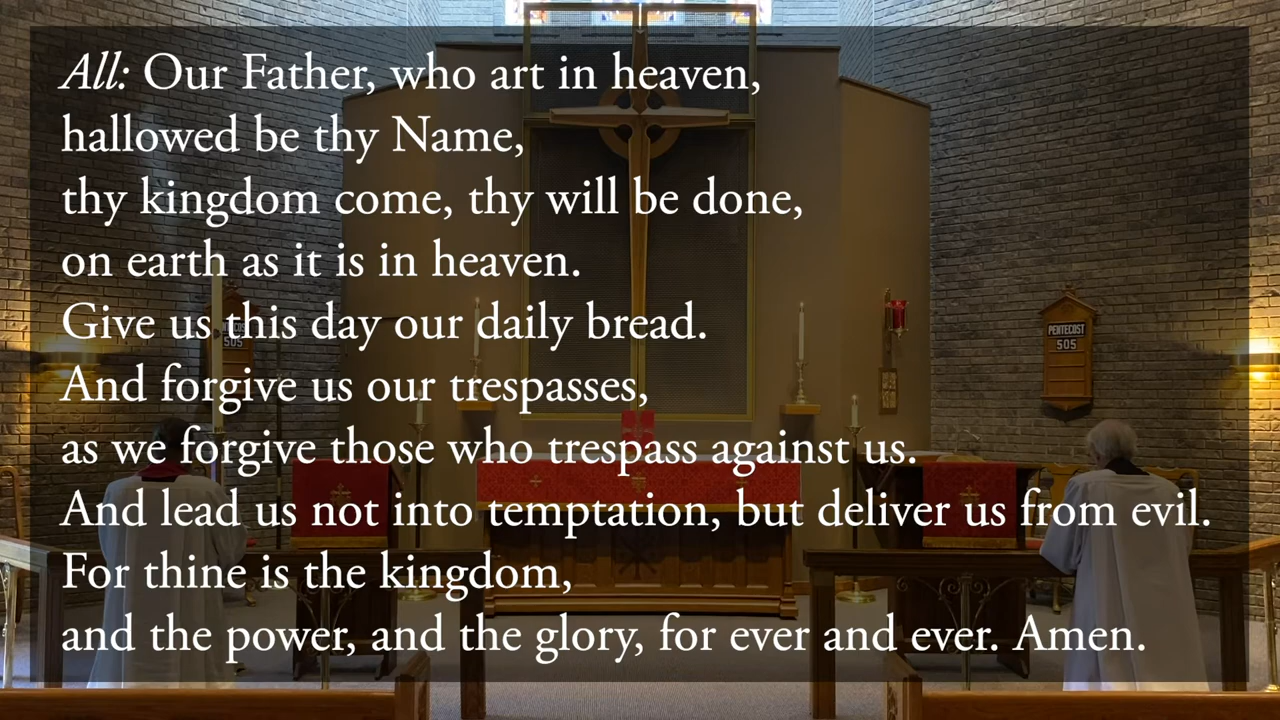 All: Our Father, who art in heaven,
hallowed be thy Name,
thy kingdom come, thy will be done,
on earth as it is in heaven.
Give us this day our daily bread.
And forgive us our trespasses,
as we forgive those who trespass against us.
And lead us not into temptation, but deliver us from evil.
For thine is the kingdom,
and the power, and the glory, for ever and ever. Amen.
505
PENTECOST
505